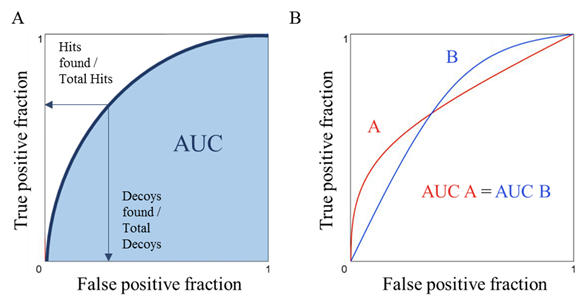 A
1
Hits
found /
Total Hits
AUC
Decoys
found /
Total
Decoys
True positive fraction
0
1
False positive fraction
B
1
B
A
AUC A = AUC B
True positive fraction
0
1
False positive fraction